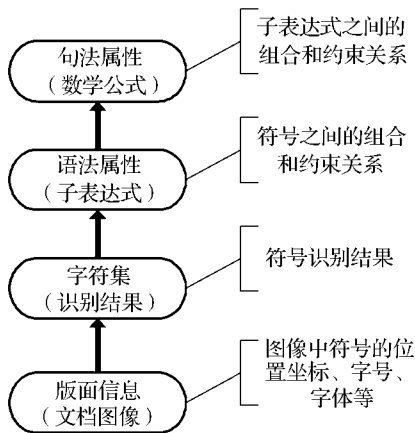 句法属性
（数学公式）
子表达式之间的
组合和约束关系
语法属性
（子表达式）
符号之间的组合
和约束关系
字符集
（识别结果）
符号识别结果
版面信息
（文档图像）
图像中符号的位
置坐标、字号、
字体等